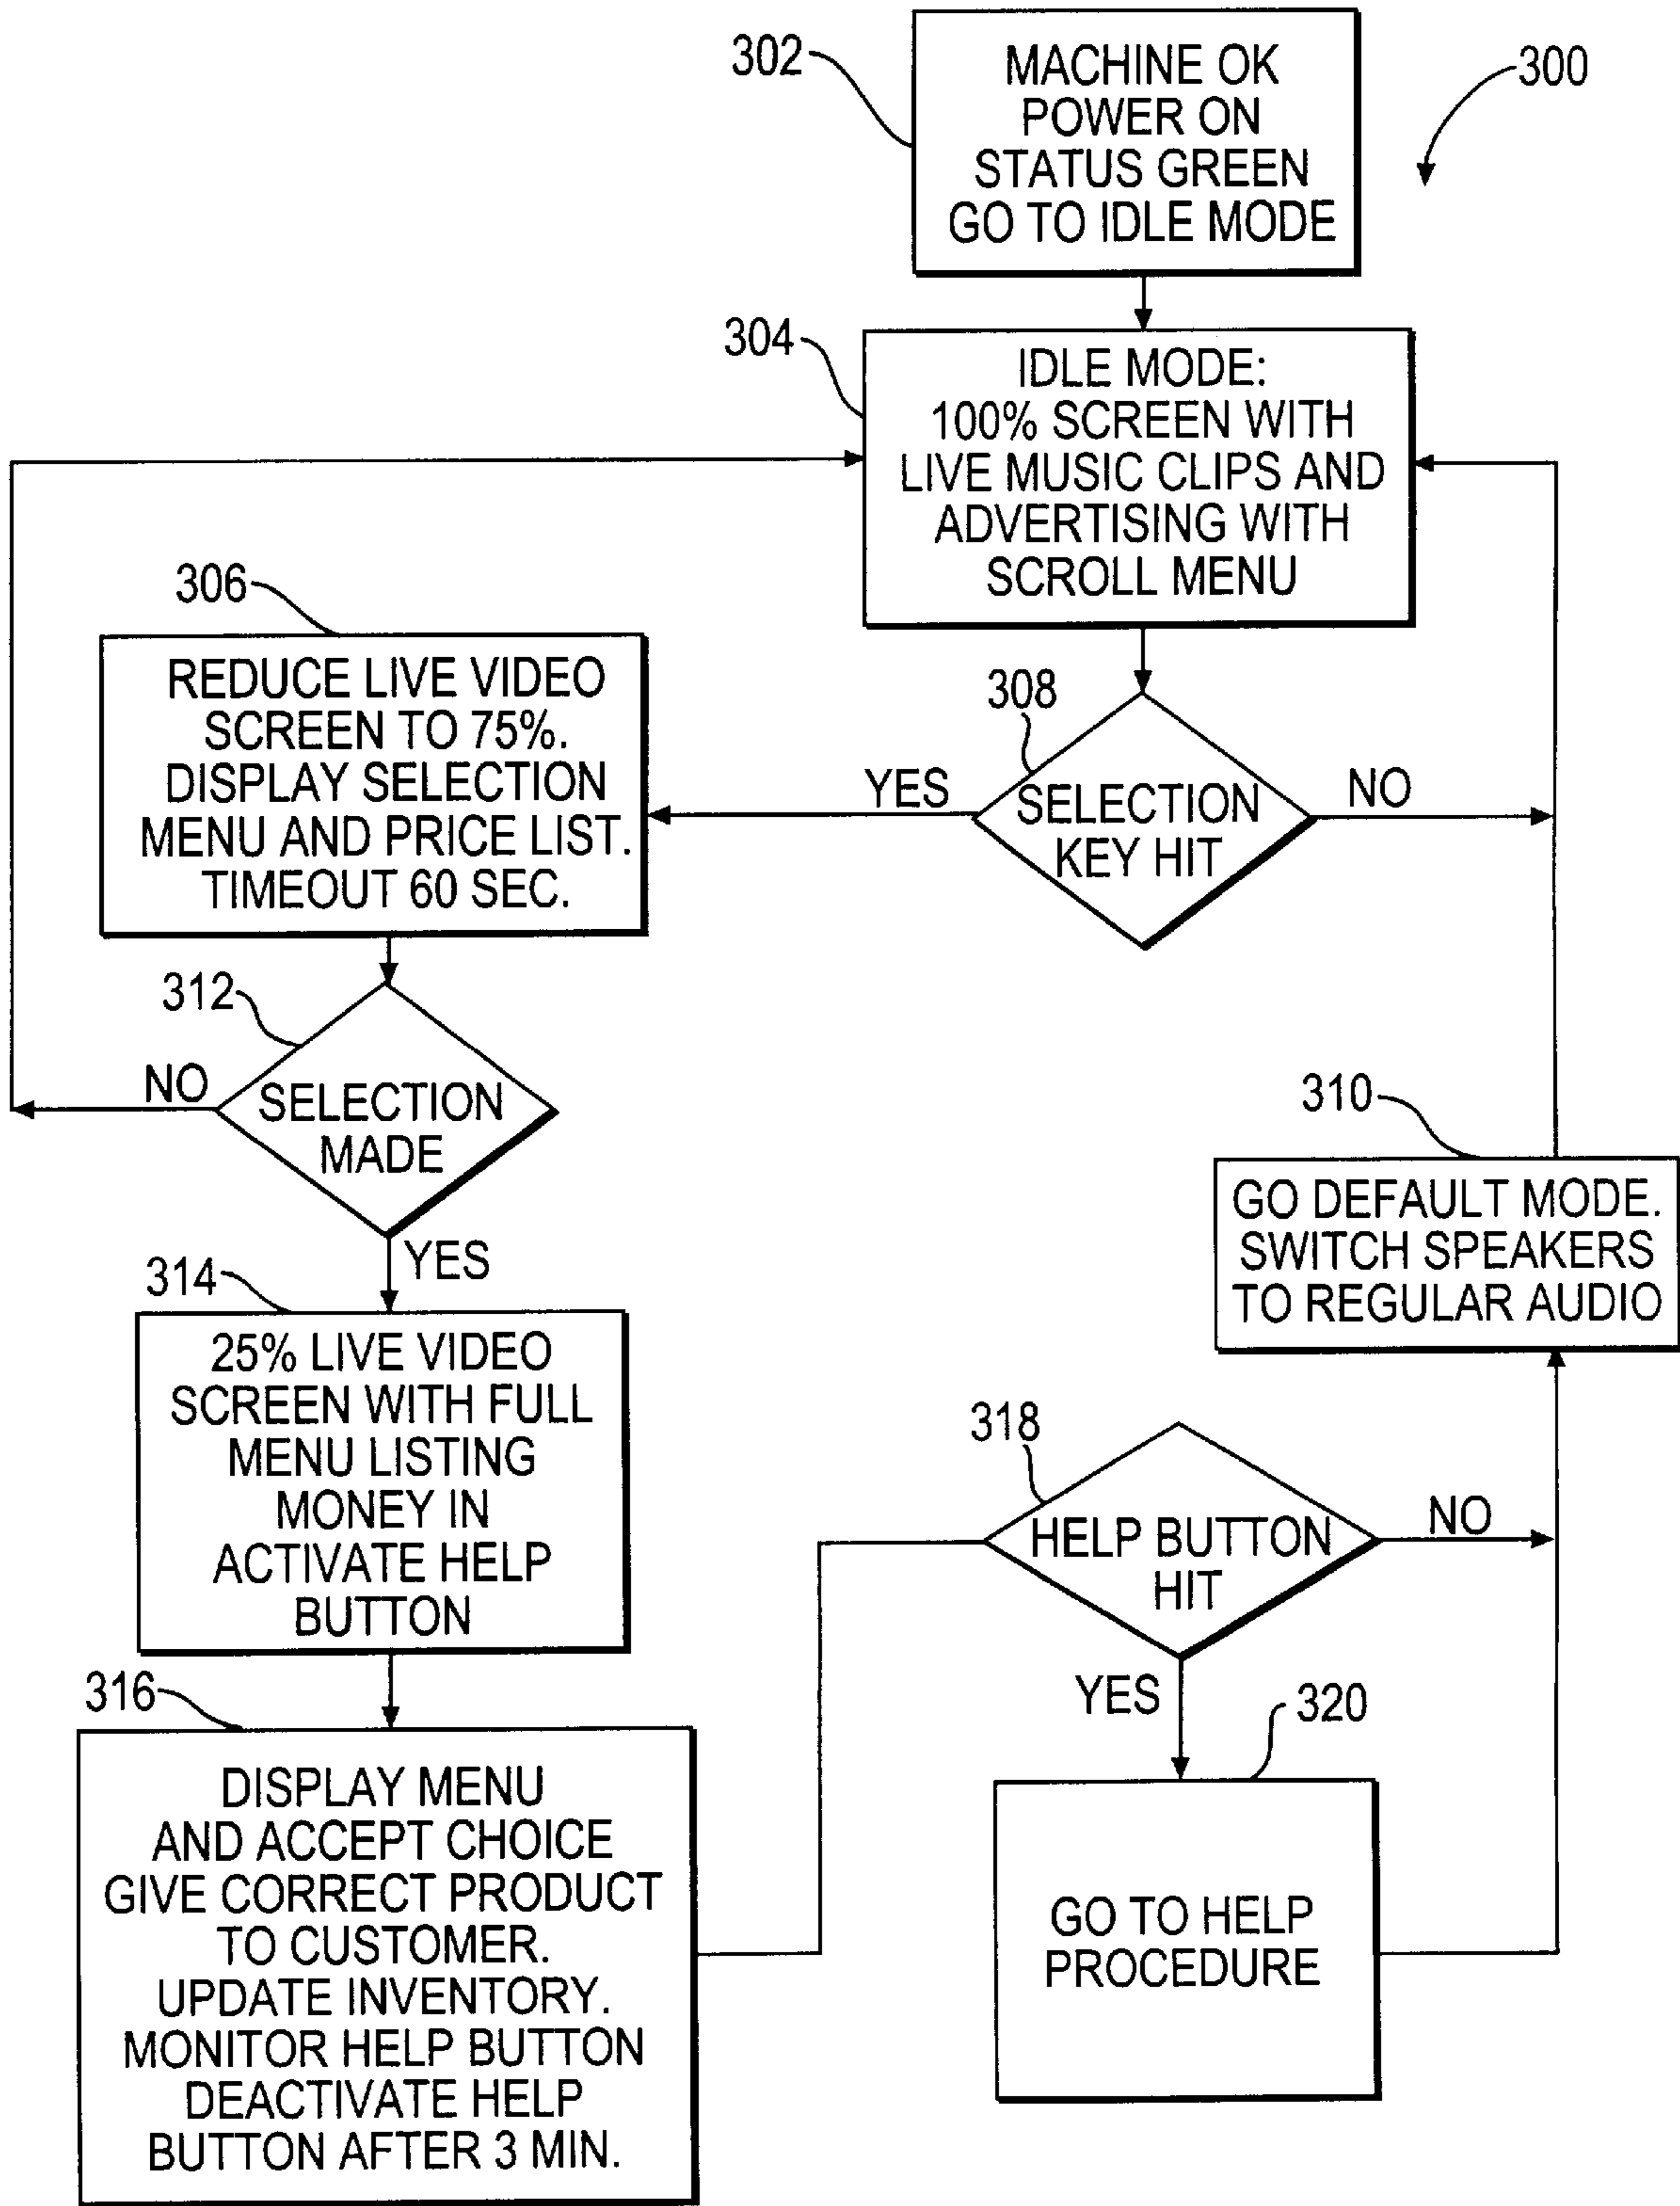 302
MACHINE OK
POWER ON
STATUS GREEN
GO TO IDLE MODE
300
304
IDLE MODE:
100% SCREEN WITH
LIVE MUSIC CLIPS AND
ADVERTISING WITH
SCROLL MENU
306
REDUCE LIVE VIDEO
SCREEN TO 75%.
DISPLAY SELECTION
MENU AND PRICE LIST.
TIMEOUT 60 SEC.
308
YES
SELECTION
KEY HIT
NO
312
NO
SELECTION
MADE
YES
310
GO DEFAULT MODE.
SWITCH SPEAKERS
TO REGULAR AUDIO
314
25% LIVE VIDEO
SCREEN WITH FULL
MENU LISTING
MONEY IN
ACTIVATE HELP
BUTTON
318
HELP BUTTON
HIT
NO
YES
316
DISPLAY MENU
AND ACCEPT CHOICE
GIVE CORRECT PRODUCT
TO CUSTOMER.
UPDATE INVENTORY.
MONITOR HELP BUTTON
DEACTIVATE HELP
BUTTON AFTER 3 MIN.
320
GO TO HELP
PROCEDURE